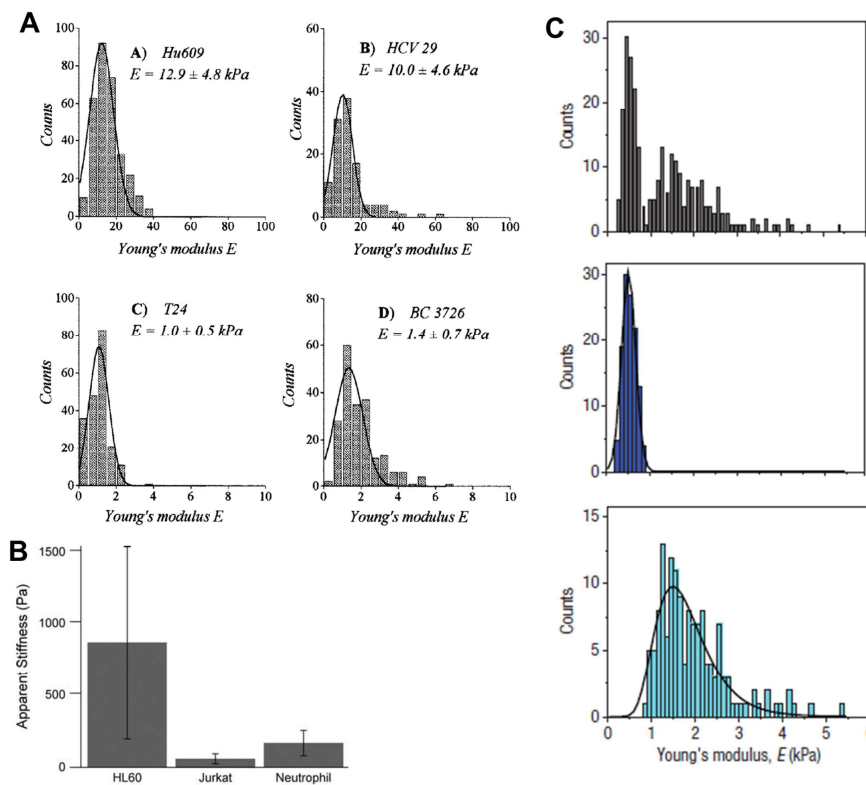 A
A) Hu609
E = 12.9 ± 4.8 kPa
Counts
100
80
60
40
20
0
0 20 40 60 80 100
Young's modulus E
B) HCV 29
E = 10.0 ± 4.6 kPa
Counts
60
40
20
0
0 20 40 60 80 100
Young's modulus E
C) T24
E = 1.0 ± 0.5 kPa
Counts
100
80
60
40
20
0
0 2 4 6 8 10
Young's modulus E
D) BC 3726
E = 1.4 ± 0.7 kPa
Counts
80
60
40
20
0
0 2 4 6 8 10
Young's modulus E
B
Apparent Stiffness (Pa)
1500
1000
500
0
HL60 Jurkat Neutrophil
C
Counts
30
20
10
0
Counts
30
20
10
0
Counts
15
10
5
0
0 1 2 3 4 5
Young's modulus, E (kPa)